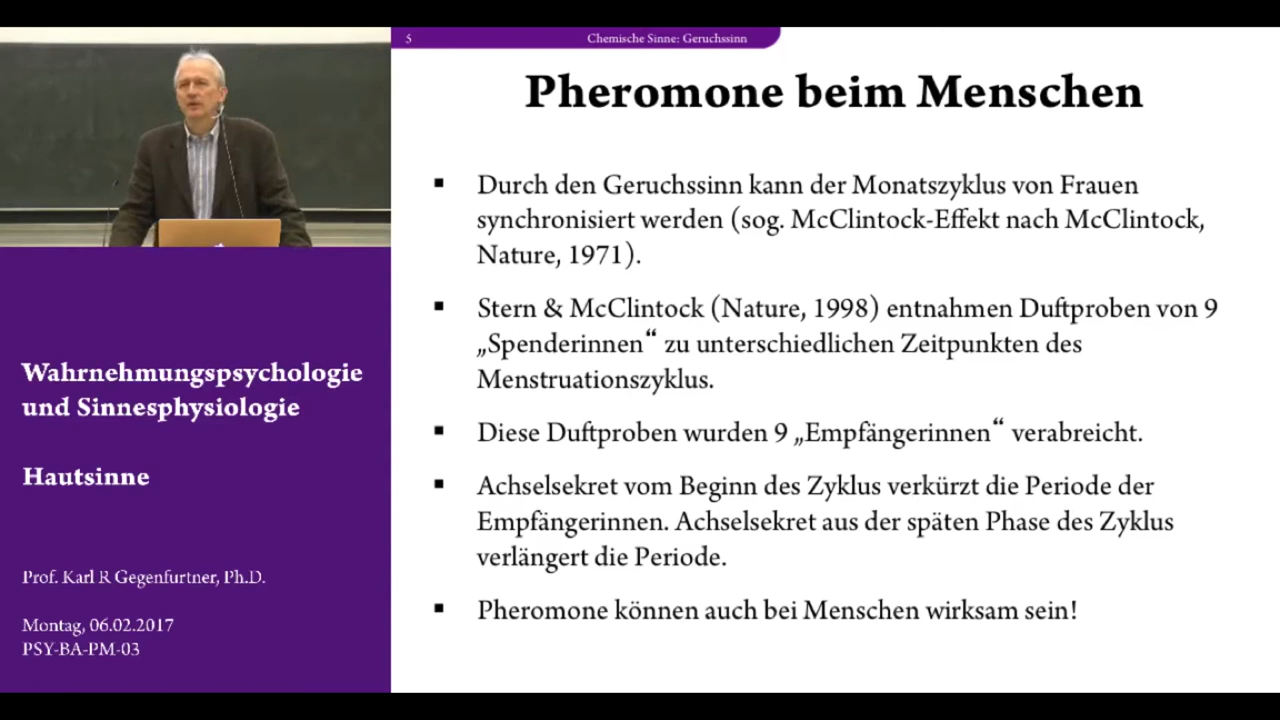 5
Chemische Sinne: Geruchssinn
Pheromone beim Menschen
▪ Durch den Geruchssinn kann der Monatszyklus von Frauen
synchronisiert werden (sog. McClintock-Effekt nach McClintock,
Nature, 1971).
▪ Stern & McClintock (Nature, 1998) entnahmen Duftproben von 9
„Spenderinnen“ zu unterschiedlichen Zeitpunkten des
Menstruationszyklus.
▪ Diese Duftproben wurden 9 „Empfängerinnen“ verabreicht.
▪ Achselsekret vom Beginn des Zyklus verkürzt die Periode der
Empfängerinnen. Achselsekret aus der späten Phase des Zyklus
verlängert die Periode.
▪ Pheromone können auch bei Menschen wirksam sein!
Wahrnehmungspsychologie
und Sinnesphysiologie
Hautsinne
Prof. Karl R Gegenfurtner, Ph.D.
Montag, 06.02.2017
PSY-BA-PM-03